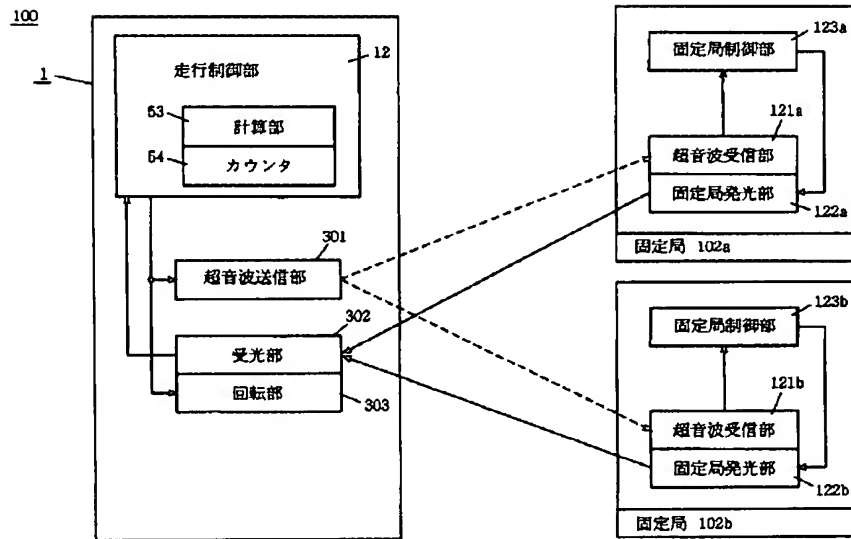 100
1
走行制御部
12
53
計算部
54
カウンタ
301
超音波送信部
302
受光部
回転部
303
123a
固定局制御部
121a
超音波受信部
固定局発光部
122a
固定局 102a
123b
固定局制御部
121b
超音波受信部
固定局発光部
122b
固定局 102b